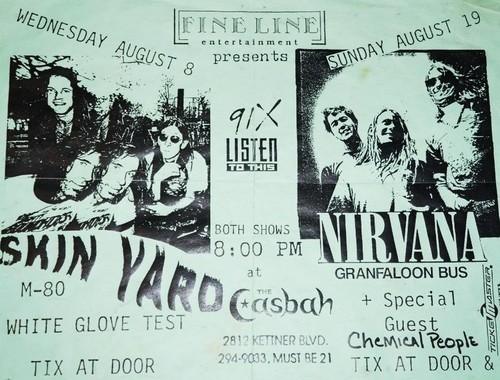 FINE LINE
entertainment
presents
WEDNESDAY AUGUST 8
SUNDAY AUGUST 19
91X
LISTEN
TO THIS
BOTH SHOWS
8:00 PM
at
THE
Casbah
2812 KETTNER BLVD.
294-9033, MUST BE 21
SKIN YARD
M-80
WHITE GLOVE TEST
TIX AT DOOR
NIRVANA
GRANFALOON BUS
+ Special
Guest
Chemical People
TIX AT DOOR &
TICKETMASTER